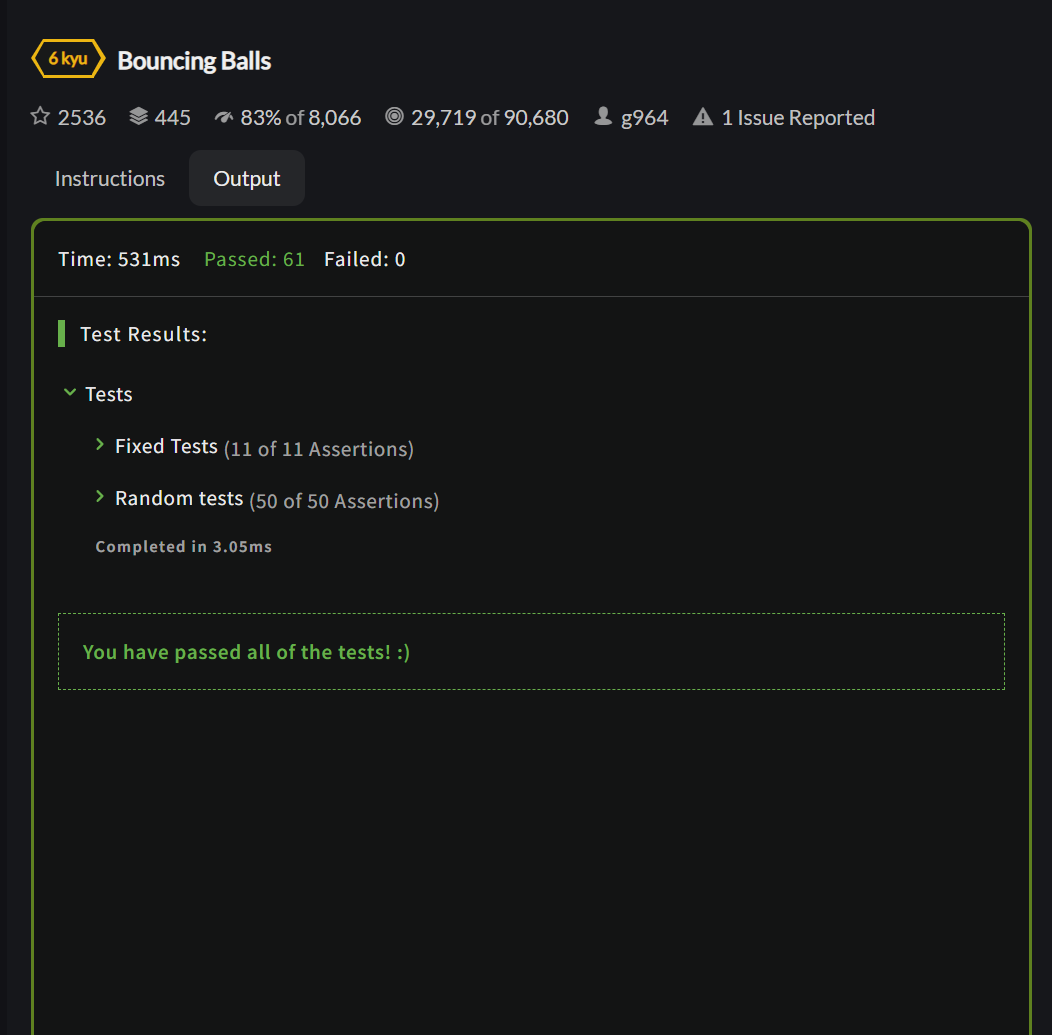 6 kyu Bouncing Balls
2536 445 83% of 8,066 29,719 of 90,680 g964 1 Issue Reported
Instructions Output
Time: 531ms Passed: 61 Failed: 0
Test Results:
Tests
Fixed Tests (11 of 11 Assertions)
Random tests (50 of 50 Assertions)
Completed in 3.05ms
You have passed all of the tests! :)